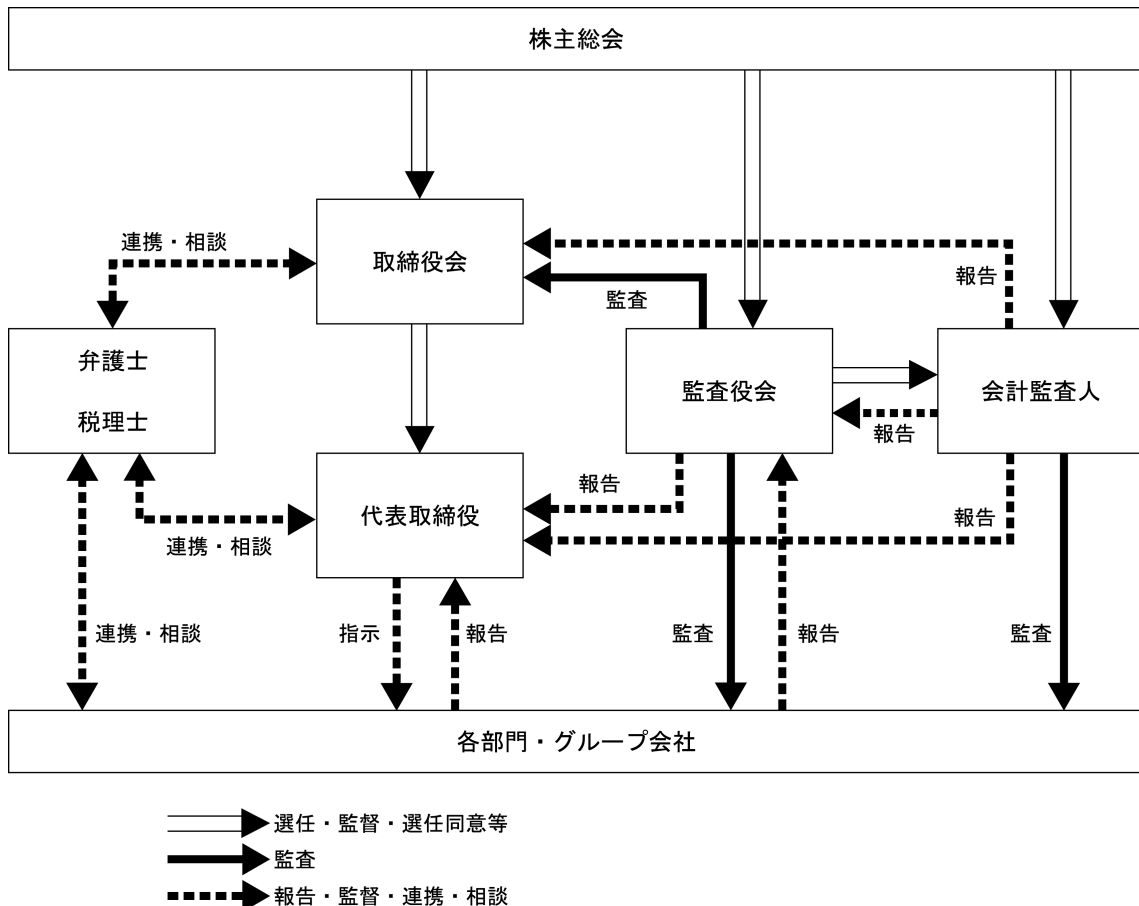 株主総会
連携・相談
取締役会
報告
監査
弁護士
税理士
監査役会
会計監査人
報告
報告
代表取締役
報告
連携・相談
連携・相談
指示
報告
監査
報告
監査
各部門・グループ会社
選任・監督・選任同意等
監査
報告・監督・連携・相談